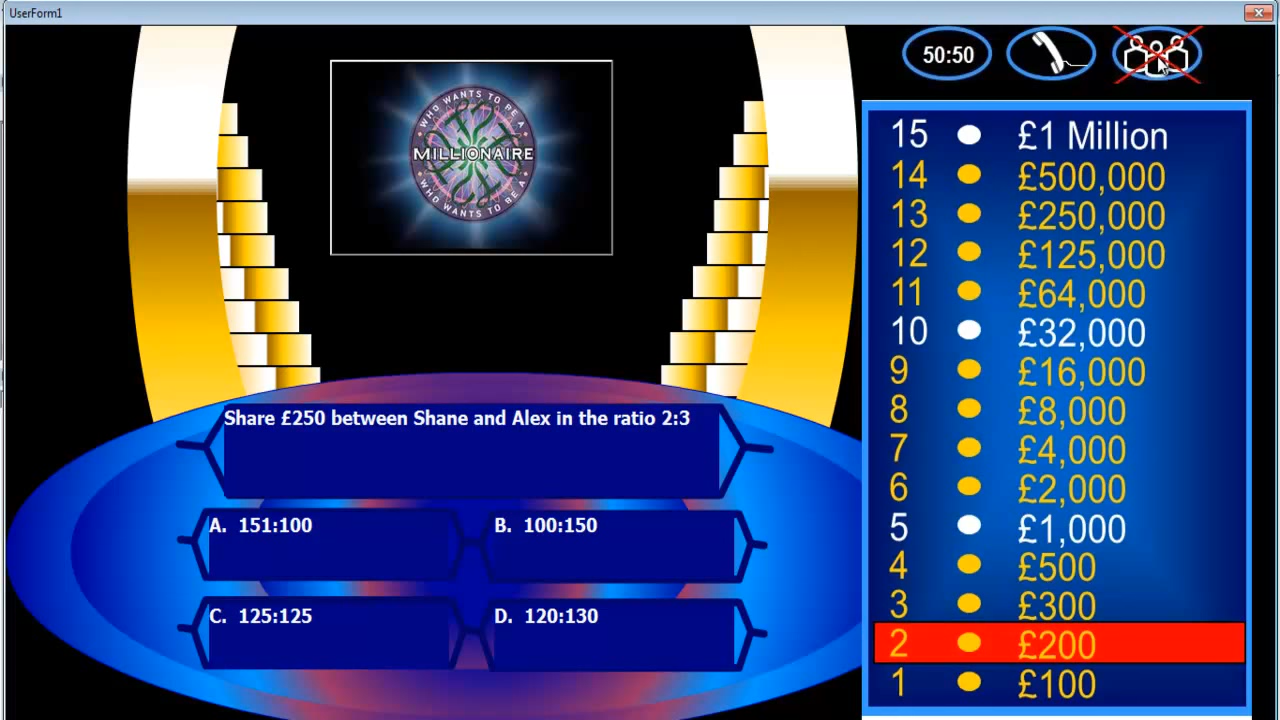 UserForm1
50:50
WHO WANTS TO BE A
MILLIONAIRE
WHO WANTS TO BE A
15 £1 Million
14 £500,000
13 £250,000
12 £125,000
11 £64,000
10 £32,000
9 £16,000
8 £8,000
7 £4,000
6 £2,000
5 £1,000
4 £500
3 £300
2 £200
1 £100
Share £250 between Shane and Alex in the ratio 2:3
A. 151:100
B. 100:150
C. 125:125
D. 120:130